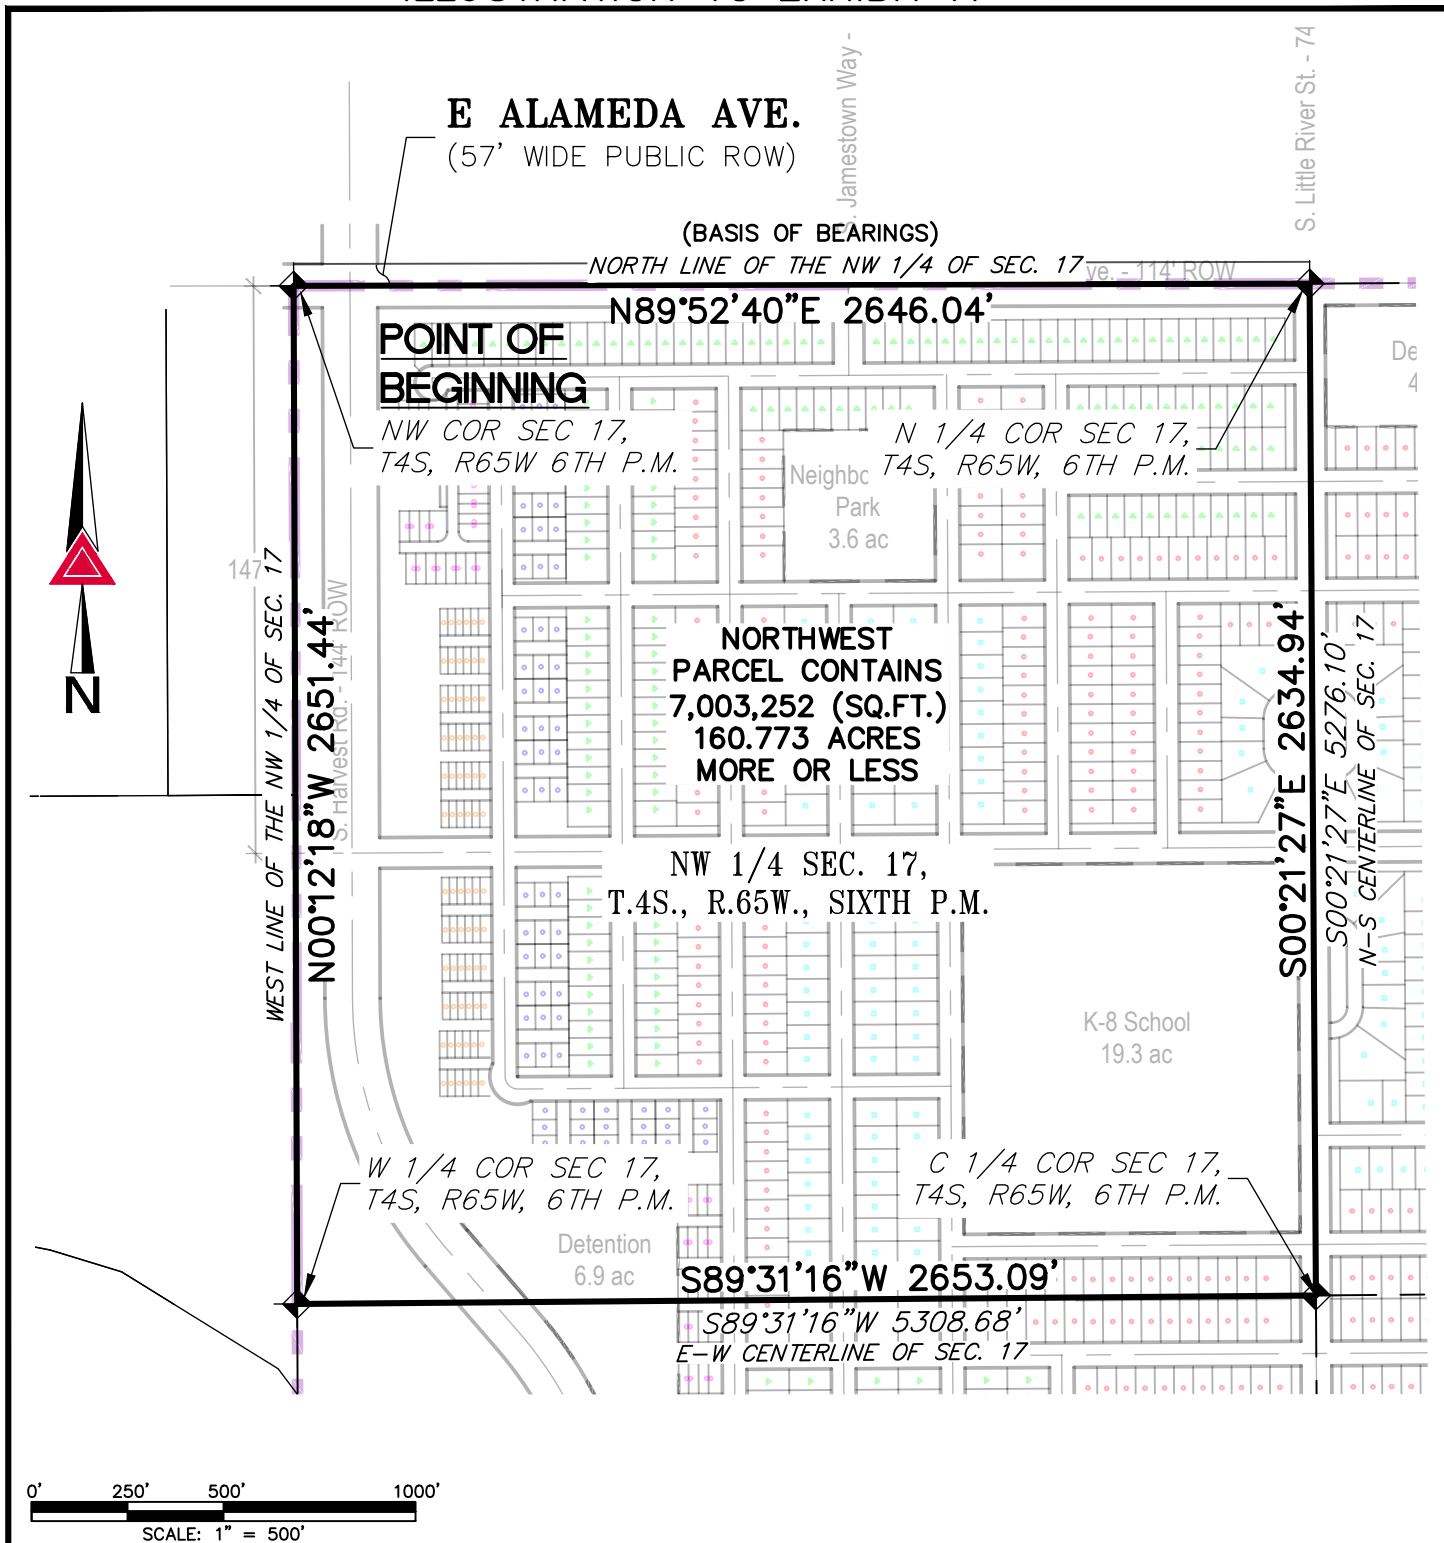 S. Jamestown Way -
S. Little River St. - 74
E ALAMEDA AVE.
(57' WIDE PUBLIC ROW)
(BASIS OF BEARINGS)
NORTH LINE OF THE NW 1/4 OF SEC. 17
ve. - 114' ROW
N89°52'40"E 2646.04'
POINT OF
BEGINNING
NW COR SEC 17,
T4S, R65W 6TH P.M.
N 1/4 COR SEC 17,
T4S, R65W, 6TH P.M.
De
4
Neighbo
Park
3.6 ac
147'
N
WEST LINE OF THE NW 1/4 OF SEC. 17
N00°12'18"W 2651.44'
S. Harvest Rd. - 144' ROW
NORTHWEST
PARCEL CONTAINS
7,003,252 (SQ.FT.)
160.773 ACRES
MORE OR LESS
S00°21'27"E 2634.94'
S00°21'27"E 5276.10'
N-S CENTERLINE OF SEC. 17
NW 1/4 SEC. 17,
T.4S., R.65W., SIXTH P.M.
K-8 School
19.3 ac
W 1/4 COR SEC 17,
T4S, R65W, 6TH P.M.
C 1/4 COR SEC 17,
T4S, R65W, 6TH P.M.
Detention
6.9 ac
S89°31'16"W 2653.09'
S89°31'16"W 5308.68'
E-W CENTERLINE OF SEC. 17
0' 250' 500' 1000'
SCALE: 1" = 500'